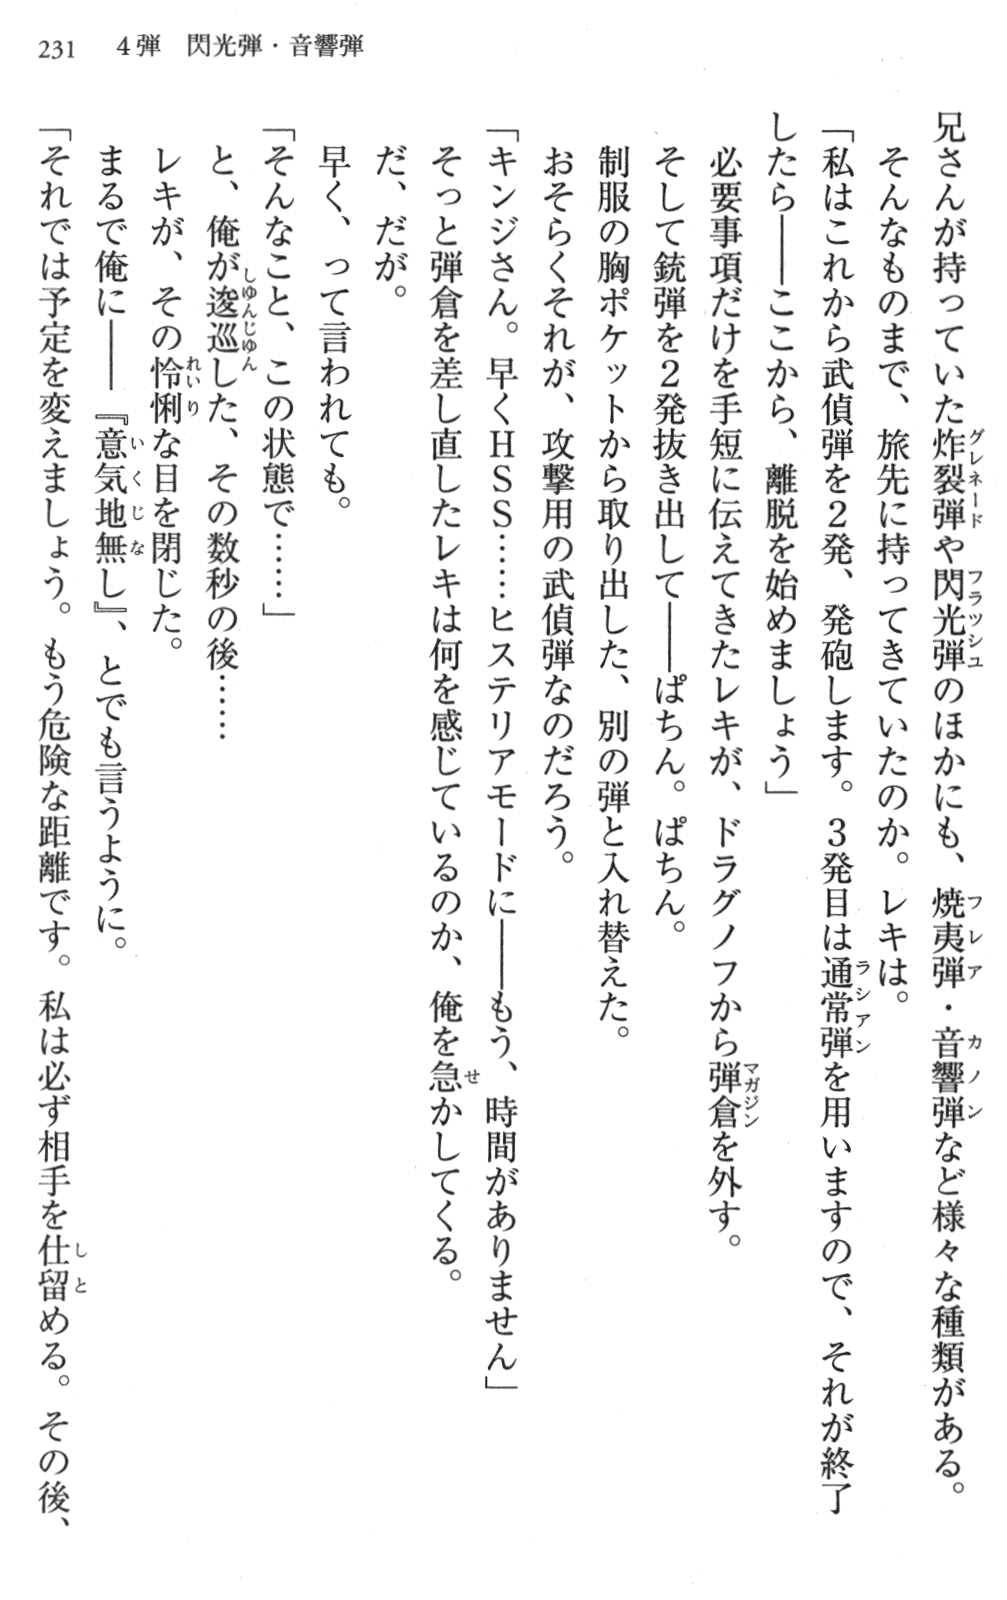 231　4弾　閃光弾・音響弾
兄さんが持っていた炸裂弾や閃光弾のほかにも、焼夷弾・音響弾など様々な種類がある。
そんなものまで、旅先に持ってきていたのか。レキは。
「私はこれから武偵弾を2発、発砲します。3発目は通常弾を用いますので、それが終了
したら――ここから、離脱を始めましょう」
必要事項だけを手短に伝えてきたレキが、ドラグノフから弾倉を外す。
そして銃弾を2発抜き出して――ぱちん。ぱちん。
制服の胸ポケットから取り出した、別の弾と入れ替えた。
おそらくそれが、攻撃用の武偵弾なのだろう。
「キンジさん。早くHSS……ヒステリアモードに――もう、時間がありません」
そっと弾倉を差し直したレキは何を感じているのか、俺を急かしてくる。
だ、だが。
早く、って言われても。
「そんなこと、この状態で……」
と、俺が逡巡した、その数秒の後……
レキが、その怜悧な目を閉じた。
まるで俺に――『意気地無し』、とでも言うように。
「それでは予定を変えましょう。もう危険な距離です。私は必ず相手を仕留める。その後、